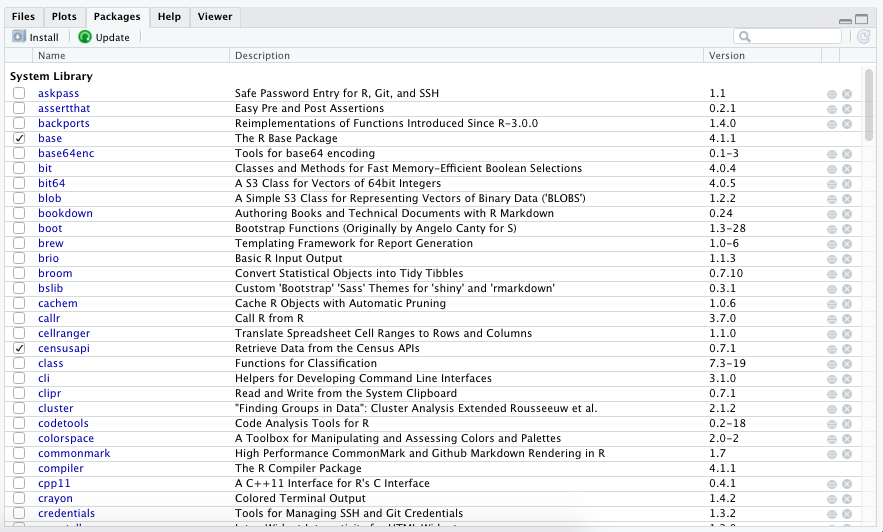 Files Plots Packages Help Viewer
Install Update
Name Description Version
System Library
askpass Safe Password Entry for R, Git, and SSH 1.1
assertthat Easy Pre and Post Assertions 0.2.1
backports Reimplementations of Functions Introduced Since R-3.0.0 1.4.0
base The R Base Package 4.1.1
base64enc Tools for base64 encoding 0.1-3
bit Classes and Methods for Fast Memory-Efficient Boolean Selections 4.0.4
bit64 A S3 Class for Vectors of 64bit Integers 4.0.5
blob A Simple S3 Class for Representing Vectors of Binary Data ('BLOBS') 1.2.2
bookdown Authoring Books and Technical Documents with R Markdown 0.24
boot Bootstrap Functions (Originally by Angelo Canty for S) 1.3-28
brew Templating Framework for Report Generation 1.0-6
brio Basic R Input Output 1.1.3
broom Convert Statistical Objects into Tidy Tibbles 0.7.10
bslib Custom 'Bootstrap' 'Sass' Themes for 'shiny' and 'rmarkdown' 0.3.1
cachem Cache R Objects with Automatic Pruning 1.0.6
callr Call R from R 3.7.0
cellranger Translate Spreadsheet Cell Ranges to Rows and Columns 1.1.0
censusapi Retrieve Data from the Census APIs 0.7.1
class Functions for Classification 7.3-19
cli Helpers for Developing Command Line Interfaces 3.1.0
clipr Read and Write from the System Clipboard 0.7.1
cluster "Finding Groups in Data": Cluster Analysis Extended Rousseeuw et al. 2.1.2
codetools Code Analysis Tools for R 0.2-18
colorspace A Toolbox for Manipulating and Assessing Colors and Palettes 2.0-2
commonmark High Performance CommonMark and Github Markdown Rendering in R 1.7
compiler The R Compiler Package 4.1.1
cpp11 A C++11 Interface for R's C Interface 0.4.1
crayon Colored Terminal Output 1.4.2
credentials Tools for Managing SSH and Git Credentials 1.3.2